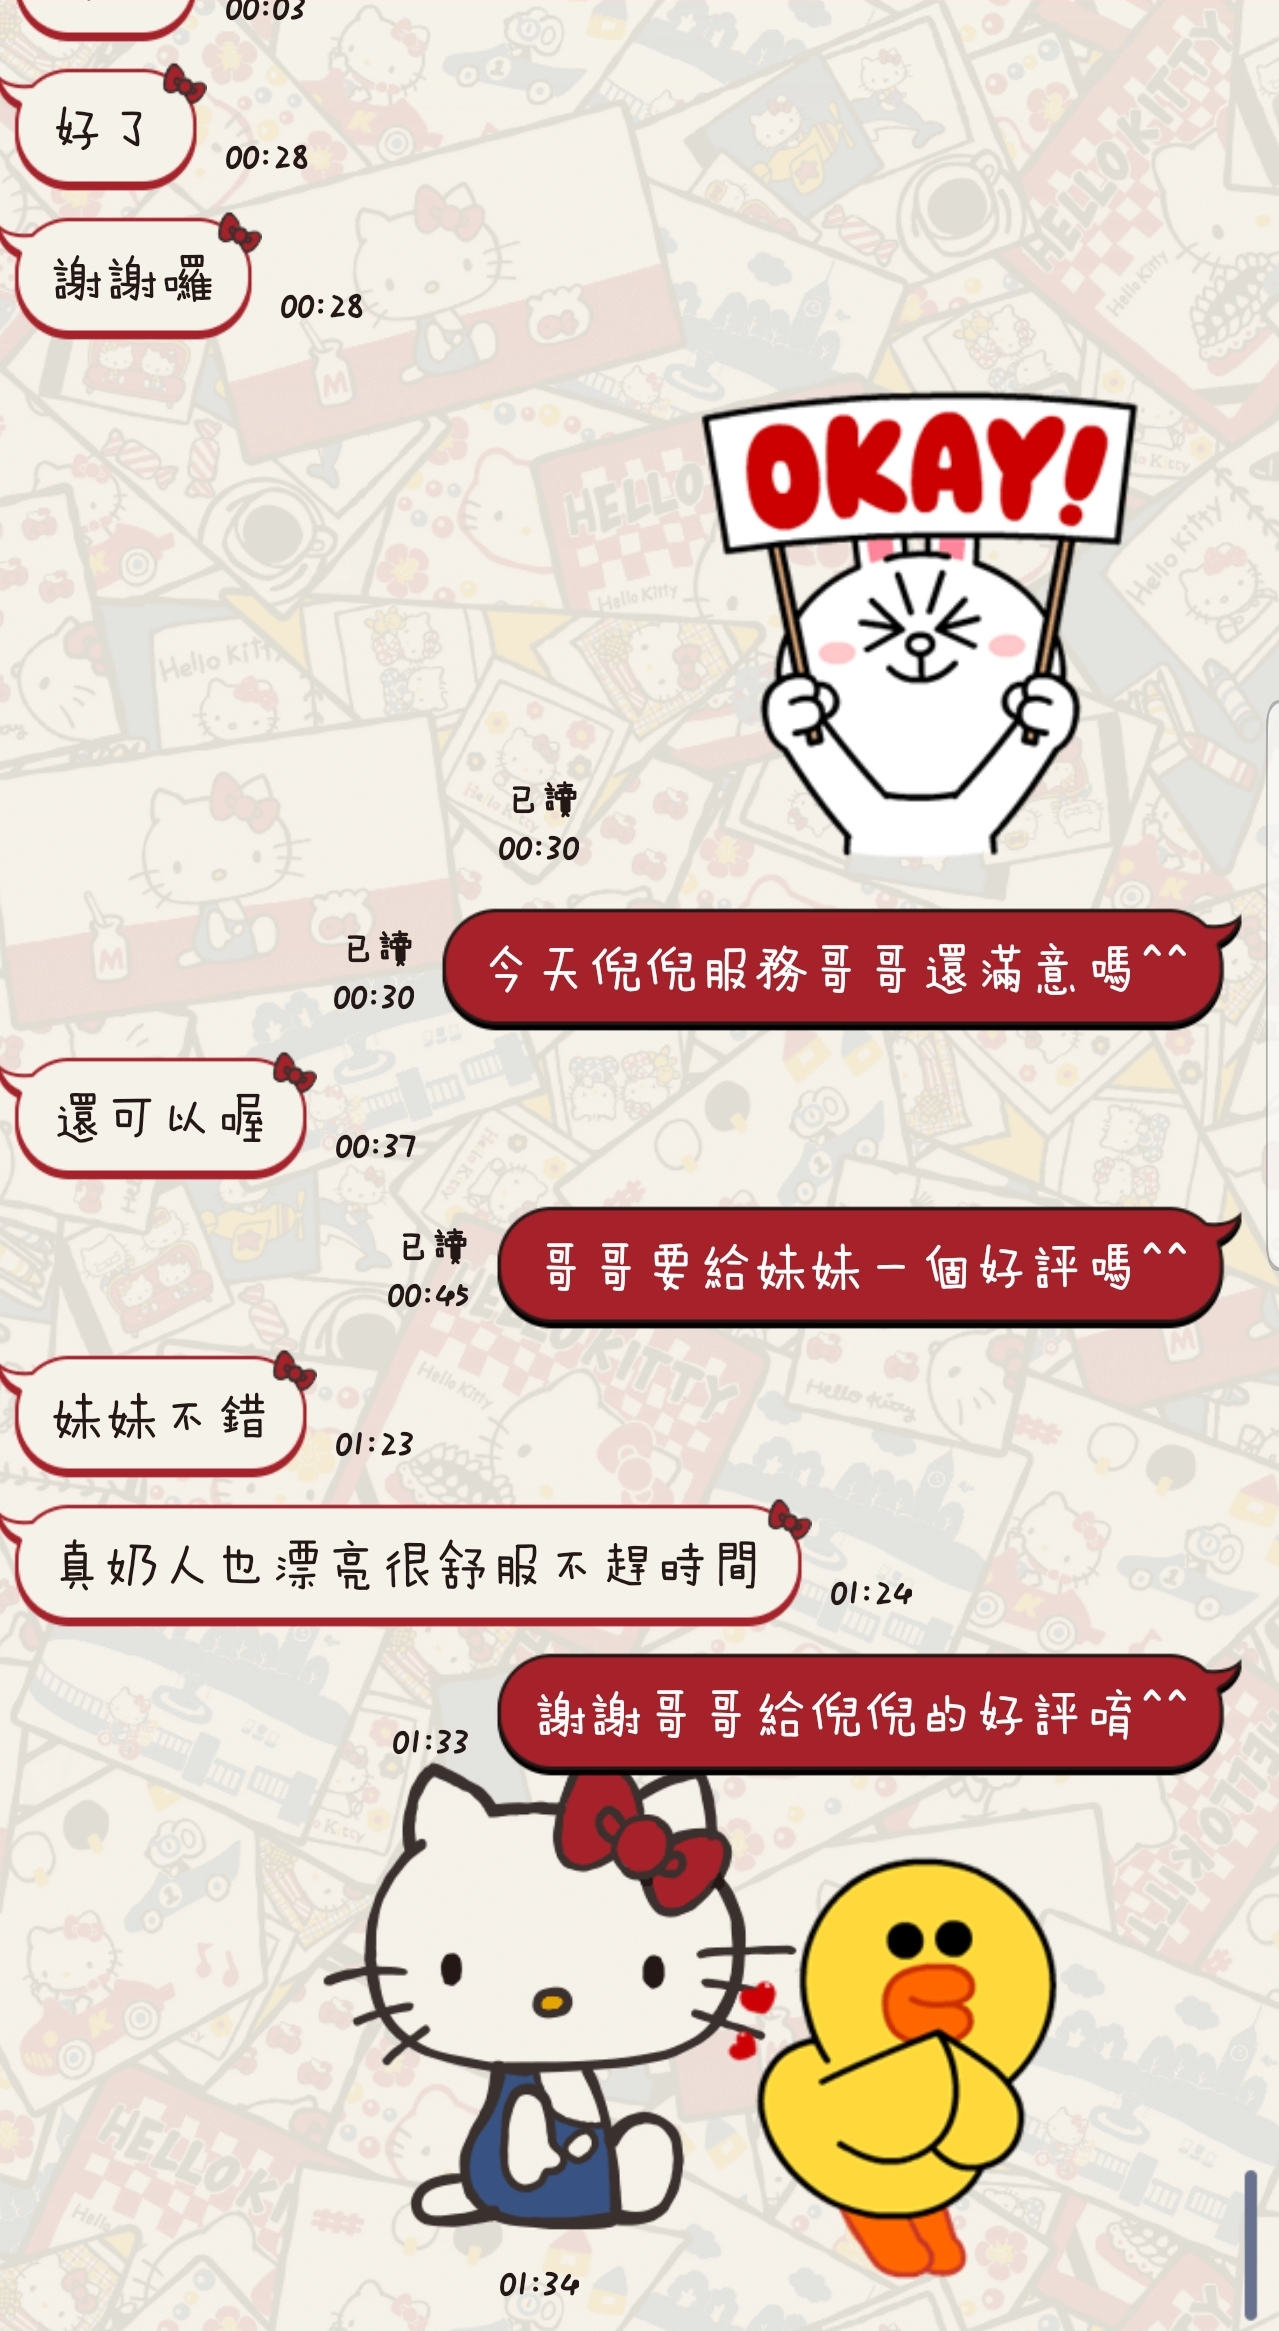 00:03
好了
00:28
謝謝囉
00:28
OKAY!
已讀
00:30
今天倪倪服務哥哥還滿意嗎^^
已讀
00:30
還可以喔
00:37
哥哥要給妹妹一個好評嗎^^
已讀
00:45
妹妹不錯
01:23
真奶人也漂亮很舒服不趕時間
01:24
謝謝哥哥給倪倪的好評唷^^
01:33
01:34